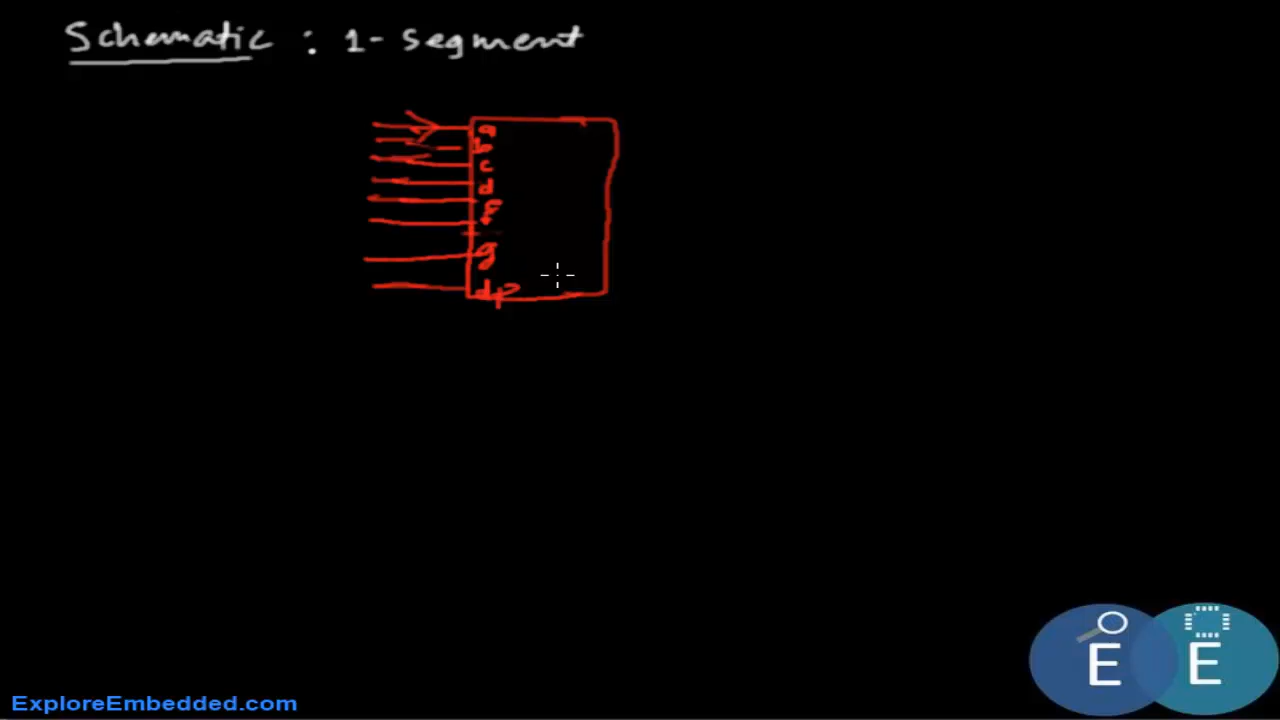 Schematic : 1- segment
a
b
c
d
e
f
g
dp
E E
ExploreEmbedded.com